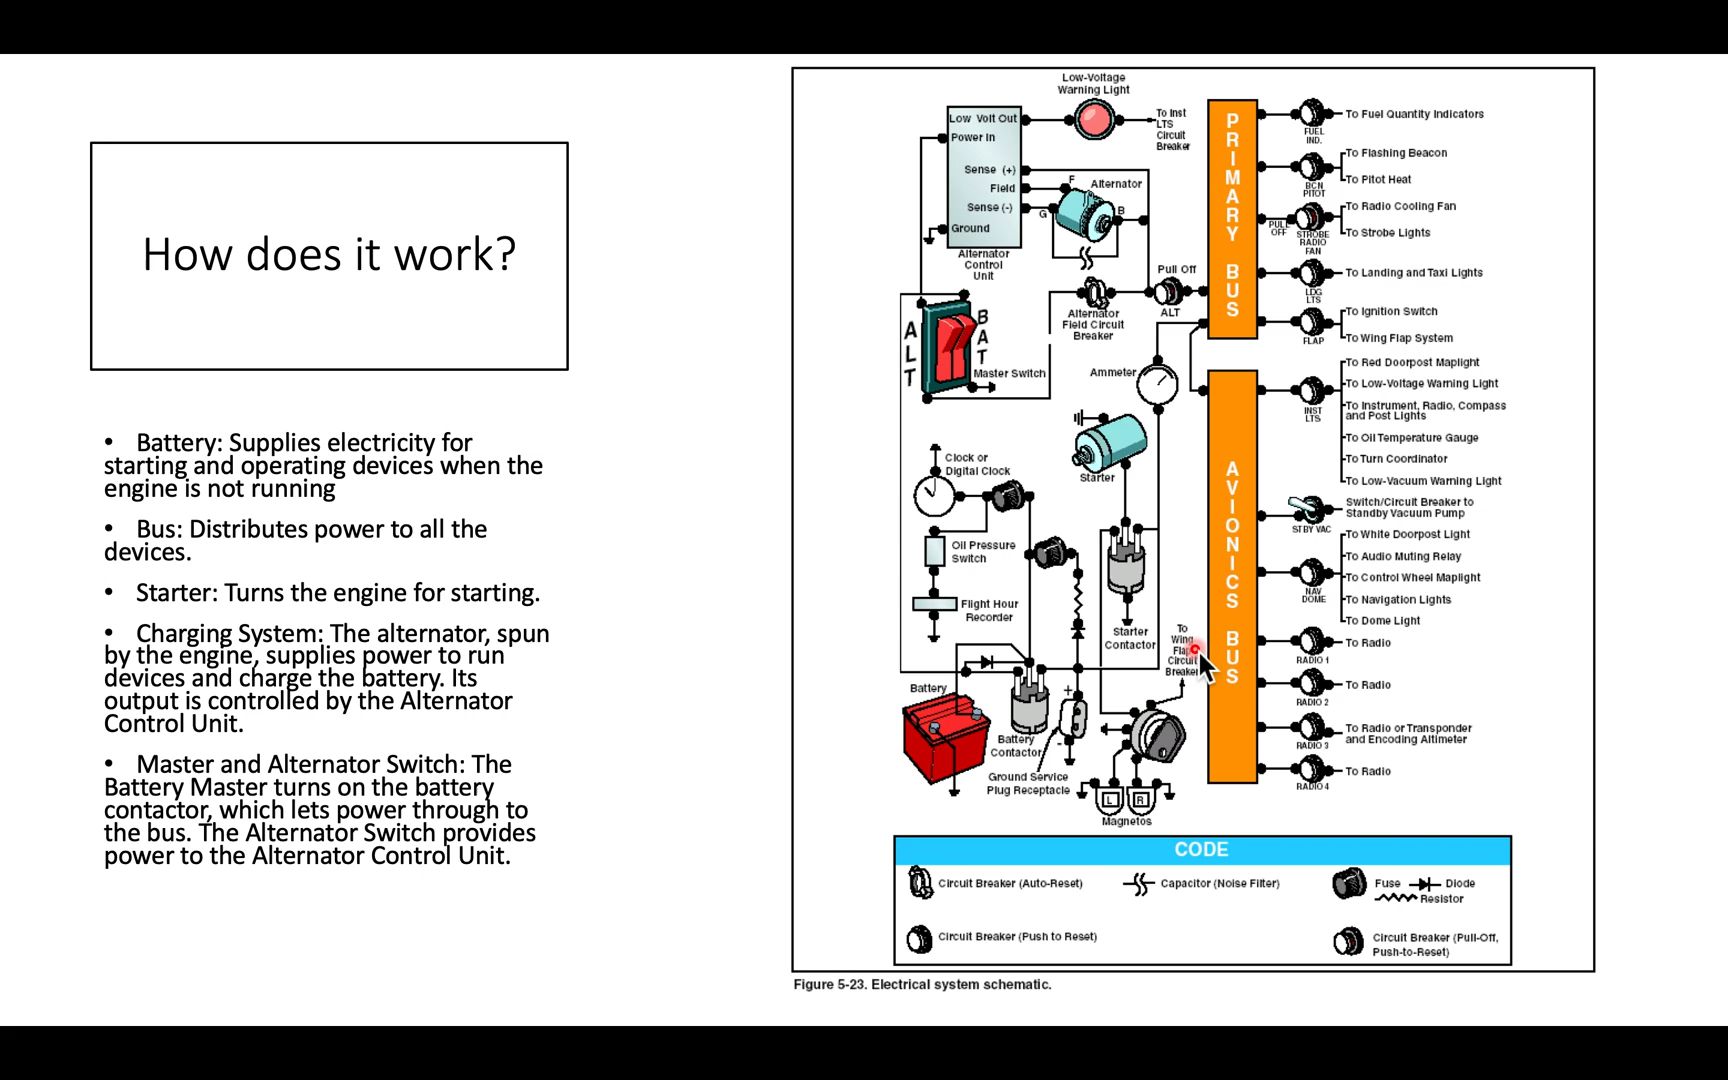 How does it work?
• Battery: Supplies electricity for
starting and operating devices when the
engine is not running
• Bus: Distributes power to all the
devices.
• Starter: Turns the engine for starting.
• Charging System: The alternator, spun
by the engine, supplies power to run
devices and charge the battery. Its
output is controlled by the Alternator
Control Unit.
• Master and Alternator Switch: The
Battery Master turns on the battery
contactor, which lets power through to
the bus. The Alternator Switch provides
power to the Alternator Control Unit.
Low-Voltage
Warning Light
Low Volt Out
Power In
Sense (+)
Field
Sense (-)
Ground
Alternator
Control
Unit
To Inst
LTS
Circuit
Breaker
F
Alternator
G
B
Pull Off
ALT
Alternator
Field Circuit
Breaker
ALT
BAT
Master Switch
Ammeter
Clock or
Digital Clock
Starter
Oil Pressure
Switch
Flight Hour
Recorder
Starter
Contactor
To
Wing
Flap
Circuit
Breaker
Battery
+
-
Battery
Contactor
Ground Service
Plug Receptacle
L
R
Magnetos
PRIMARY BUS
AVIONICS BUS
FUEL
IND.
To Fuel Quantity Indicators
BCN
PITOT
To Flashing Beacon
To Pitot Heat
PULL
OFF
STROBE
RADIO
FAN
To Radio Cooling Fan
To Strobe Lights
LDG
LTS
To Landing and Taxi Lights
FLAP
To Ignition Switch
To Wing Flap System
INST
LTS
To Red Doorpost Maplight
To Low-Voltage Warning Light
To Instrument, Radio, Compass
and Post Lights
To Oil Temperature Gauge
To Turn Coordinator
To Low-Vacuum Warning Light
STBY VAC
Switch/Circuit Breaker to
Standby Vacuum Pump
NAV
DOME
To White Doorpost Light
To Audio Muting Relay
To Control Wheel Maplight
To Navigation Lights
To Dome Light
RADIO 1
To Radio
RADIO 2
To Radio
RADIO 3
To Radio or Transponder
and Encoding Altimeter
RADIO 4
To Radio
CODE
Circuit Breaker (Auto-Reset)
Capacitor (Noise Filter)
Fuse
Diode
Resistor
Circuit Breaker (Push to Reset)
Circuit Breaker (Pull-Off,
Push-to-Reset)
Figure 5-23. Electrical system schematic.